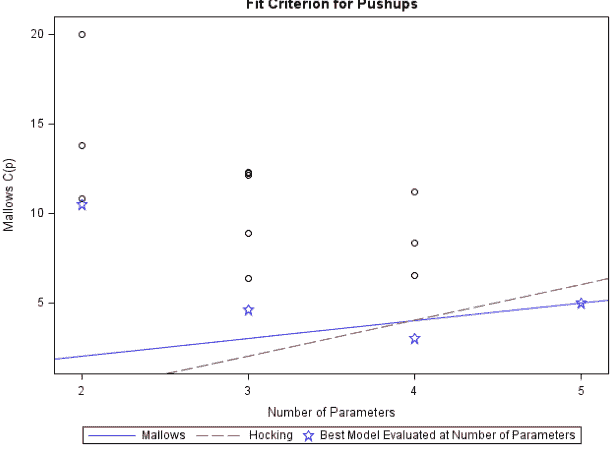 Fit Criterion for Pushups
20
15
10
5
Mallows C(p)
2 3 4 5
Number of Parameters
Mallows Hocking Best Model Evaluated at Number of Parameters